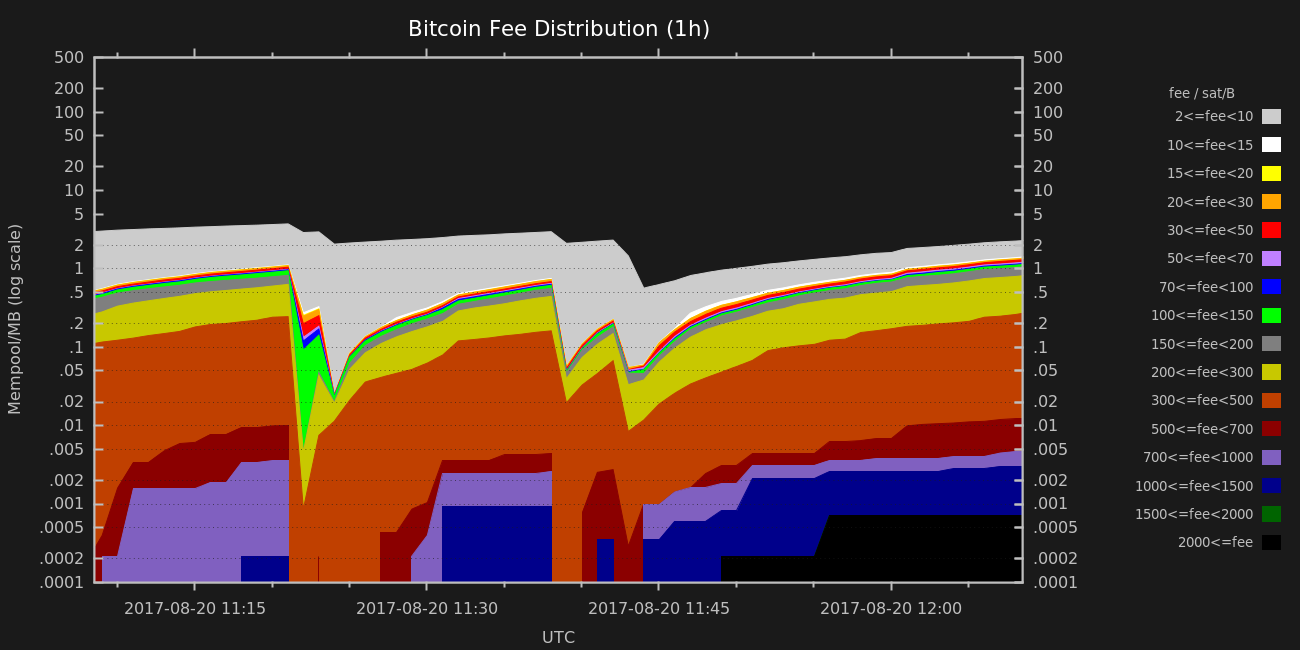 Bitcoin Fee Distribution (1h)
500
200
100
50
20
10
5
2
1
.5
.2
.1
.05
.02
.01
.005
.002
.001
.0005
.0002
.0001
Mempool/MB (log scale)
500
200
100
50
20
10
5
2
1
.5
.2
.1
.05
.02
.01
.005
.002
.001
.0005
.0002
.0001
2017-08-20 11:15
2017-08-20 11:30
2017-08-20 11:45
2017-08-20 12:00
UTC
fee / sat/B
2<=fee<10
10<=fee<15
15<=fee<20
20<=fee<30
30<=fee<50
50<=fee<70
70<=fee<100
100<=fee<150
150<=fee<200
200<=fee<300
300<=fee<500
500<=fee<700
700<=fee<1000
1000<=fee<1500
1500<=fee<2000
2000<=fee